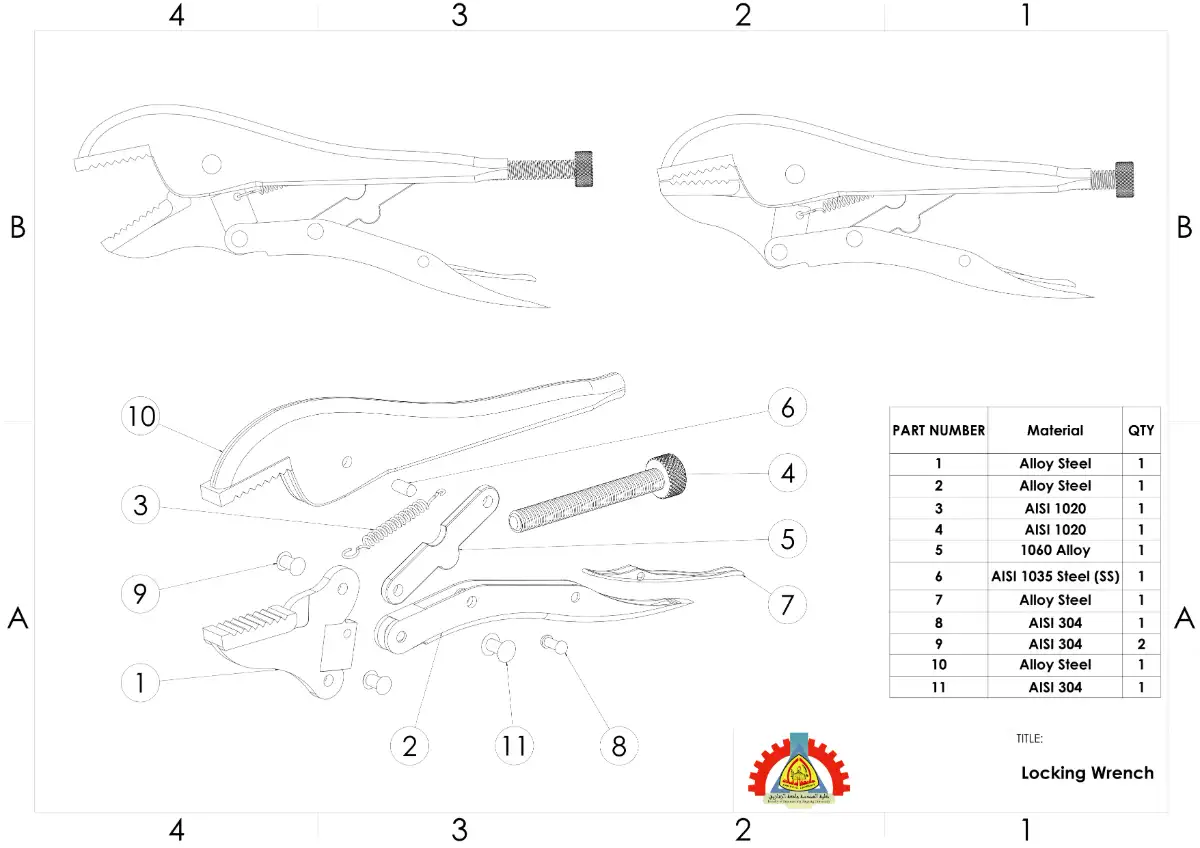 4 3 2 1
B B
10 6
4
3
5
9 7
A A
1
2 11 8
PART NUMBER Material QTY
1 Alloy Steel 1
2 Alloy Steel 1
3 AISI 1020 1
4 AISI 1020 1
5 1060 Alloy 1
6 AISI 1035 Steel (SS) 1
7 Alloy Steel 1
8 AISI 304 1
9 AISI 304 2
10 Alloy Steel 1
11 AISI 304 1
TITLE:
Locking Wrench
4 3 2 1